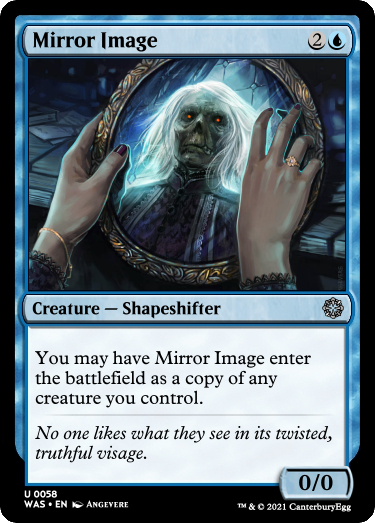 Mirror Image 2
Creature — Shapeshifter
You may have Mirror Image enter
the battlefield as a copy of any
creature you control.
No one likes what they see in its twisted,
truthful visage.
0/0
U 0058
WAS • EN ANGEVERE
™ & © 2021 CanterburyEgg